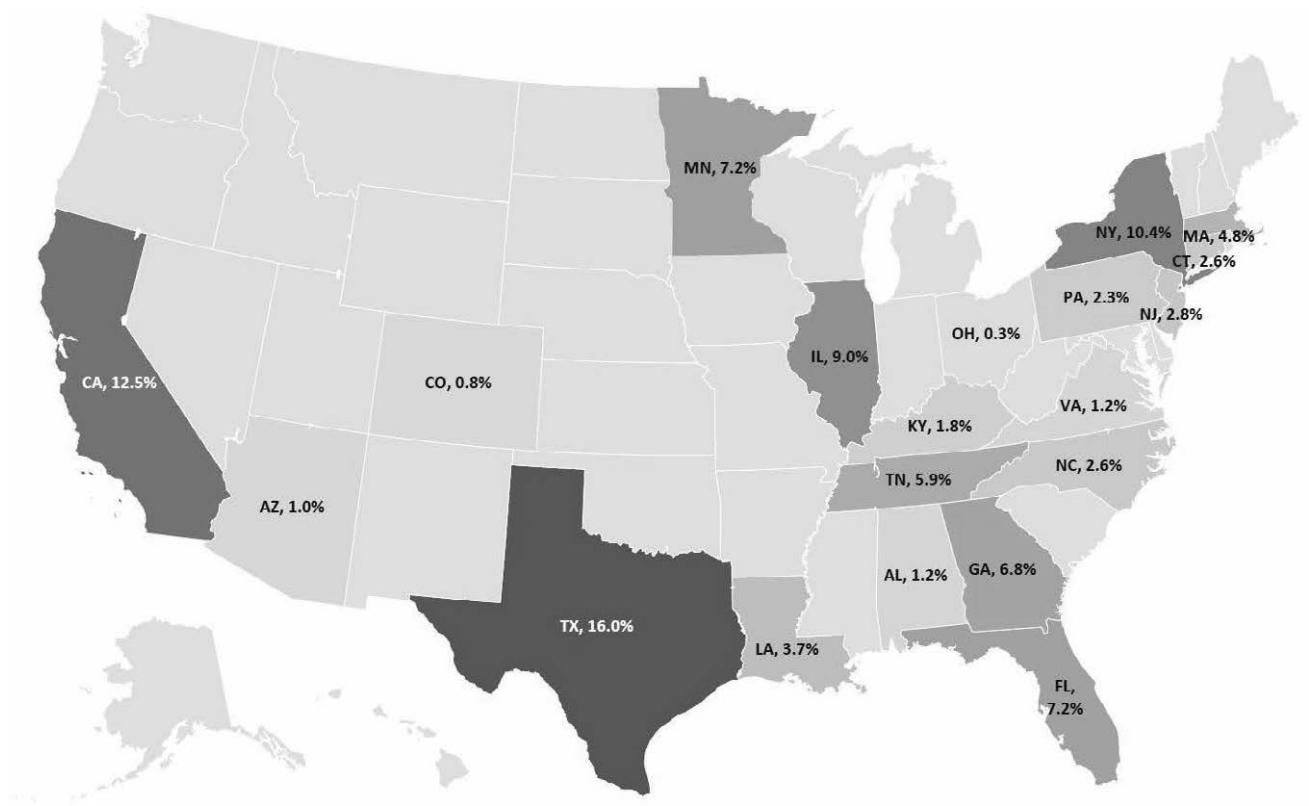 MN, 7.2%
NY, 10.4%
MA, 4.8%
CT, 2.6%
PA, 2.3%
NJ, 2.8%
OH, 0.3%
IL, 9.0%
CA, 12.5%
CO, 0.8%
VA, 1.2%
KY, 1.8%
NC, 2.6%
TN, 5.9%
AZ, 1.0%
AL, 1.2%
GA, 6.8%
TX, 16.0%
LA, 3.7%
FL,
7.2%